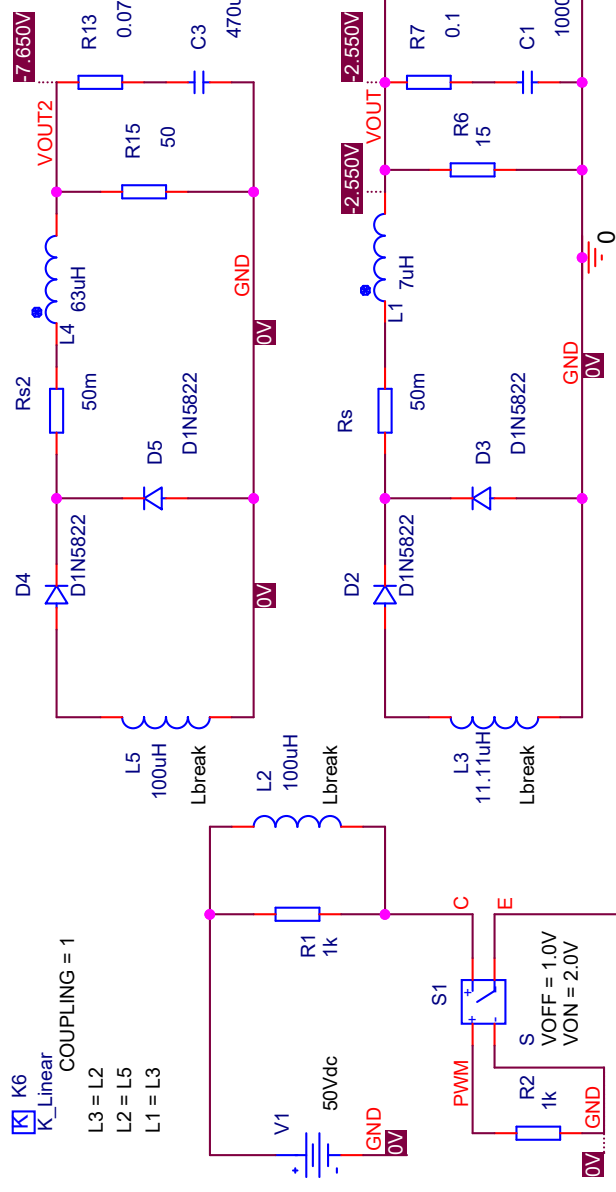 K K6
K_Linear
COUPLING = 1
L3 = L2
L2 = L5
L1 = L3
V1
50Vdc
+
-
GND
0V
R1
1k
L2
100uH
Lbreak
L5
100uH
Lbreak
D4
D1N5822
D5
D1N5822
Rs2
50m
L4
63uH
VOUT2
-7.650V
R15
50
R13
0.07
C3
GND
0V
0V
L3
11.11uH
Lbreak
D2
D1N5822
D3
D1N5822
Rs
50m
L1
7uH
-2.550V
VOUT
-2.550V
R6
15
R7
0.1
C1
GND
0V
0
S1
+ +
-
C
E
S
VOFF = 1.0V
VON = 2.0V
PWM
R2
1k
GND
0V